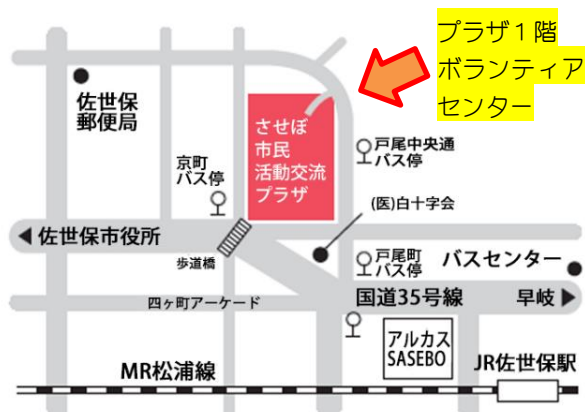 プラザ１階
ボランティア
センター
佐世保
郵便局
させぼ
市民
活動交流
プラザ
戸尾中央通
バス停
京町
バス停
(医)白十字会
佐世保市役所
歩道橋
戸尾町
バス停
バスセンター
四ヶ町アーケード
国道35号線
早岐
アルカス
SASEBO
MR松浦線
JR佐世保駅